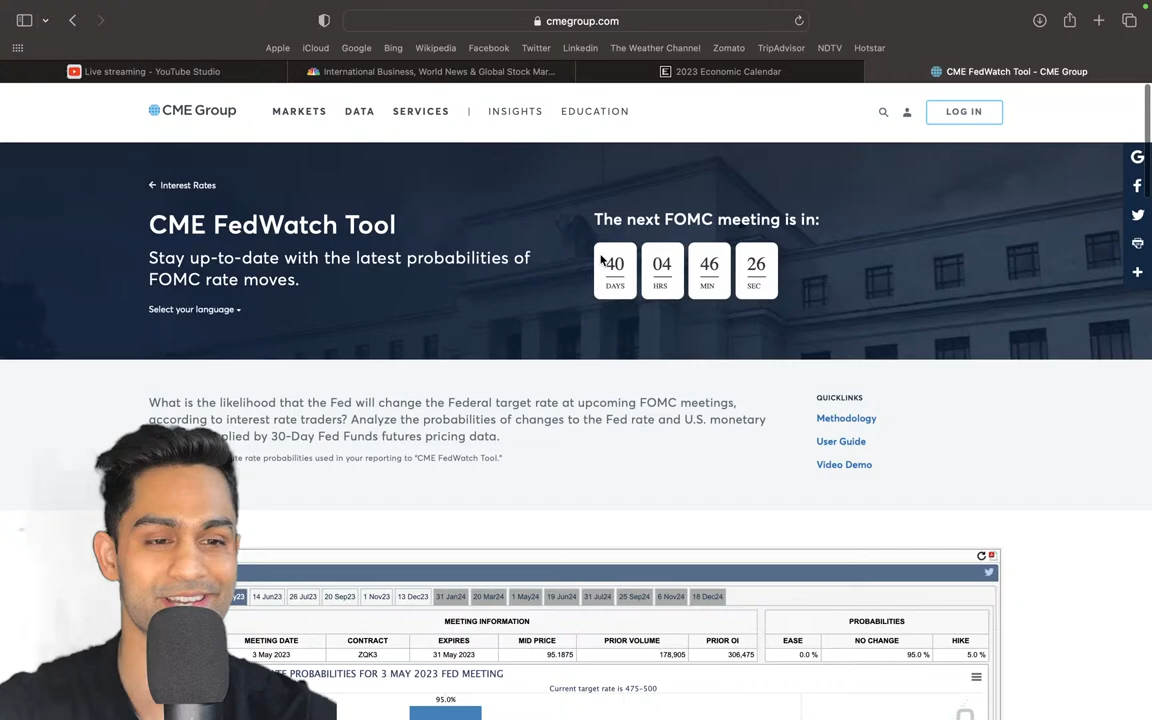 cmegroup.com
Apple iCloud Google Bing Wikipedia Facebook Twitter Linkedin The Weather Channel Zomato TripAdvisor NDTV Hotstar
Live streaming - YouTube Studio
International Business, World News & Global Stock Mar...
E 2023 Economic Calendar
CME FedWatch Tool - CME Group
CME Group
MARKETS DATA SERVICES | INSIGHTS EDUCATION
LOG IN
Interest Rates
CME FedWatch Tool
Stay up-to-date with the latest probabilities of
FOMC rate moves.
Select your language
The next FOMC meeting is in:
40 04 46 26
DAYS HRS MIN SEC
What is the likelihood that the Fed will change the Federal target rate at upcoming FOMC meetings,
according to interest rate traders? Analyze the probabilities of changes to the Fed rate and U.S. monetary
plied by 30-Day Fed Funds futures pricing data.
te rate probabilities used in your reporting to "CME FedWatch Tool."
QUICKLINKS
Methodology
User Guide
Video Demo
y23 14 Jun23 26 Jul23 20 Sep23 1 Nov23 13 Dec23 31 Jan24 20 Mar24 1 May24 19 Jun24 31 Jul24 25 Sep24 6 Nov24 18 Dec24
MEETING INFORMATION
MEETING DATE CONTRACT EXPIRES MID PRICE PRIOR VOLUME PRIOR OI
3 May 2023 ZQK3 31 May 2023 95.1875 178,905 306,475
PROBABILITIES
EASE NO CHANGE HIKE
0.0 % 95.0 % 5.0 %
TE PROBABILITIES FOR 3 MAY 2023 FED MEETING
Current target rate is 475-500
95.0%